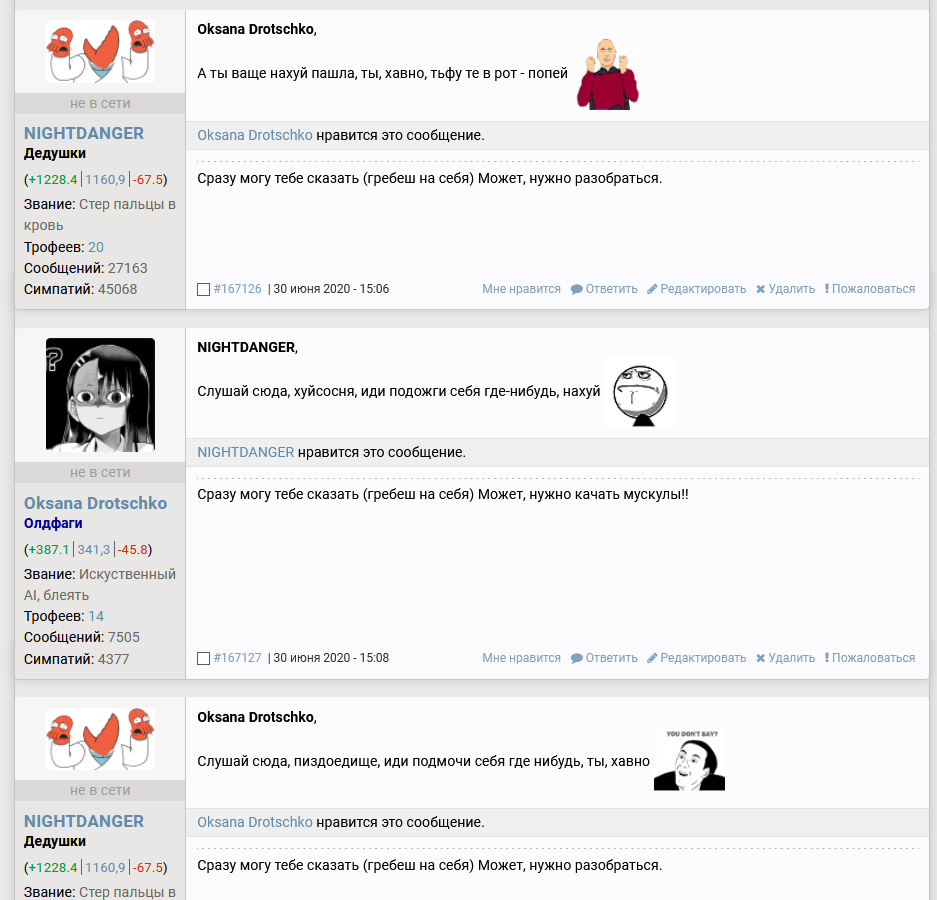 Oksana Drotschko,
А ты ваще нахуй пашла, ты, хавно, тьфу те в рот - попей
не в сети
NIGHTDANGER
Дедушки
(+1228.4|1160,9|-67.5)
Звание: Стер пальцы в
кровь
Трофеев: 20
Сообщений: 27163
Симпатий: 45068
Oksana Drotschko нравится это сообщение.
Сразу могу тебе сказать (гребеш на себя) Может, нужно разобраться.
#167126 | 30 июня 2020 - 15:06 Мне нравится Ответить Редактировать Удалить Пожаловаться
?
NIGHTDANGER,
Слушай сюда, хуйсосня, иди подожги себя где-нибудь, нахуй
не в сети
Oksana Drotschko
Олдфаги
(+387.1|341,3|-45.8)
Звание: Искуственный
AI, блеять
Трофеев: 14
Сообщений: 7505
Симпатий: 4377
NIGHTDANGER нравится это сообщение.
Сразу могу тебе сказать (гребеш на себя) Может, нужно качать мускулы!!
#167127 | 30 июня 2020 - 15:08 Мне нравится Ответить Редактировать Удалить Пожаловаться
Oksana Drotschko,
Слушай сюда, пиздоедище, иди подмочи себя где нибудь, ты, хавно
YOU DON'T SAY?
не в сети
NIGHTDANGER
Дедушки
(+1228.4|1160,9|-67.5)
Звание: Стер пальцы в
Oksana Drotschko нравится это сообщение.
Сразу могу тебе сказать (гребеш на себя) Может, нужно разобраться.